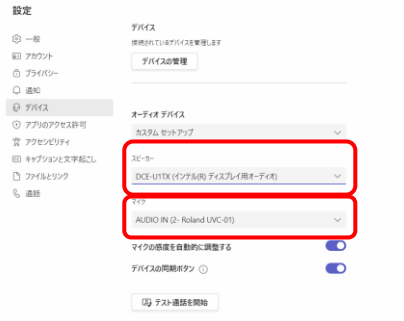 設定
一般
アカウント
プライバシー
通知
デバイス
アプリのアクセス許可
アクセシビリティ
キャプションと文字起こし
ファイルとリンク
通話
デバイス
接続されているデバイスを管理します
デバイスの管理
オーディオ デバイス
カスタム セットアップ
スピーカー
DCE-U1TX (インテル(R) ディスプレイ用オーディオ)
マイク
AUDIO IN (2- Roland UVC-01)
マイクの感度を自動的に調整する
デバイスの同期ボタン
テスト通話を開始